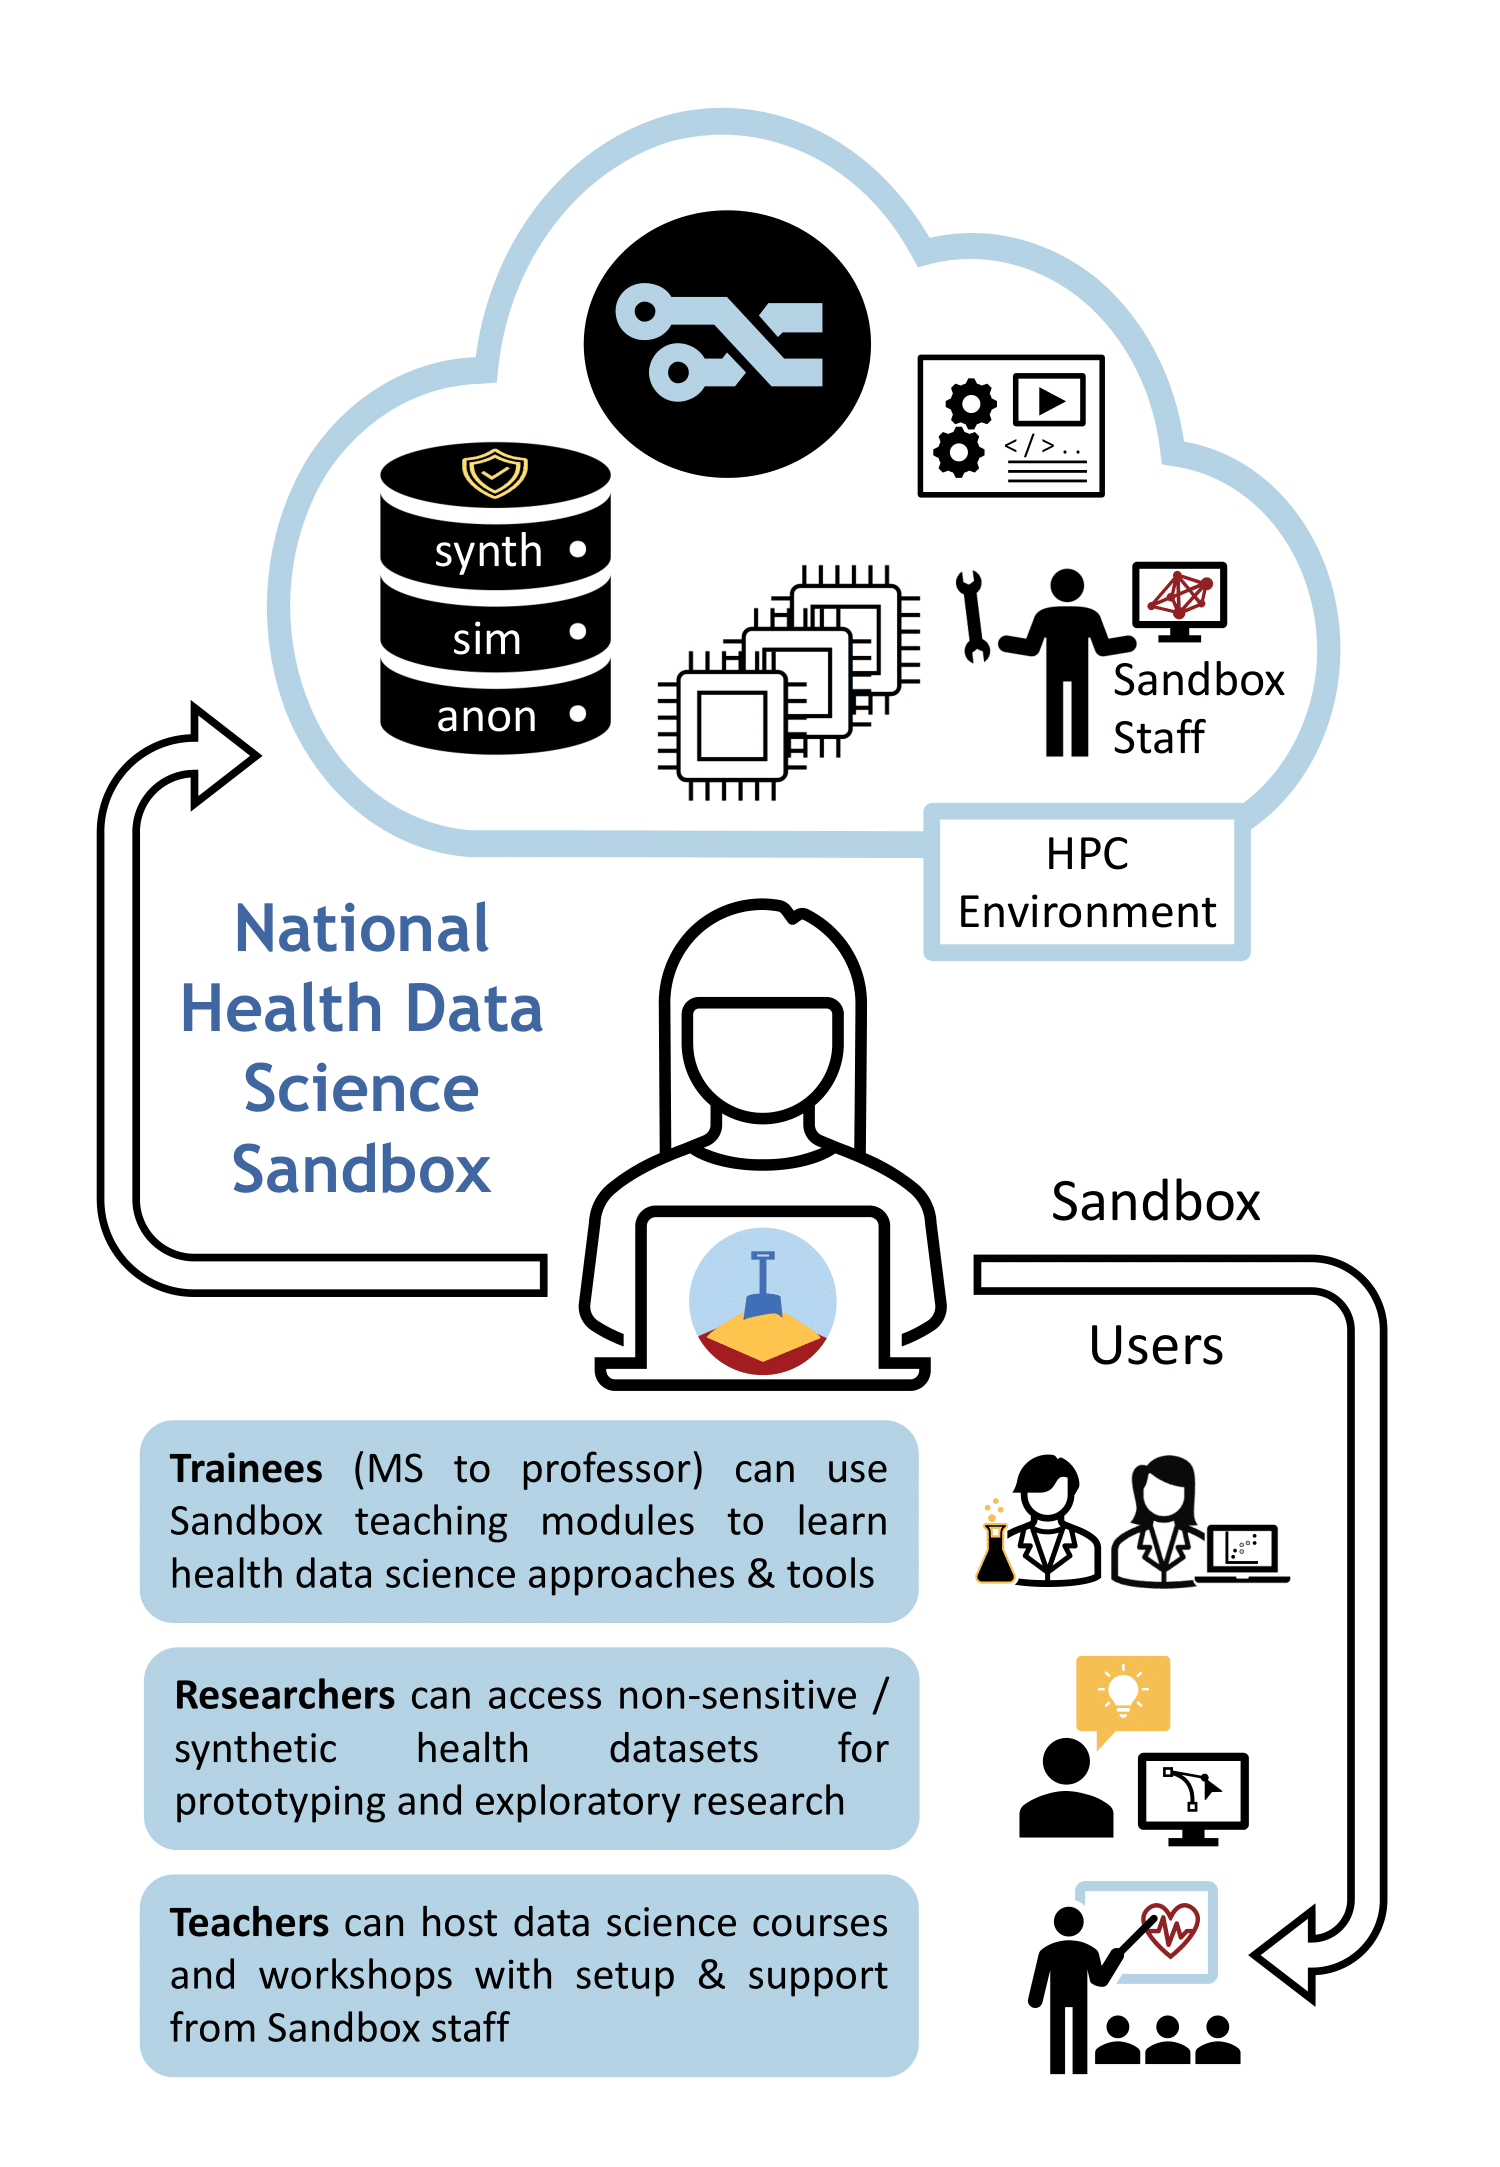 </> . .
synth
sim
anon
Sandbox
Staff
HPC
Environment
National
Health Data
Science
Sandbox
Sandbox
Users
Trainees (MS to professor) can use
Sandbox teaching modules to learn
health data science approaches & tools
Researchers can access non-sensitive /
synthetic health datasets for
prototyping and exploratory research
Teachers can host data science courses
and workshops with setup & support
from Sandbox staff